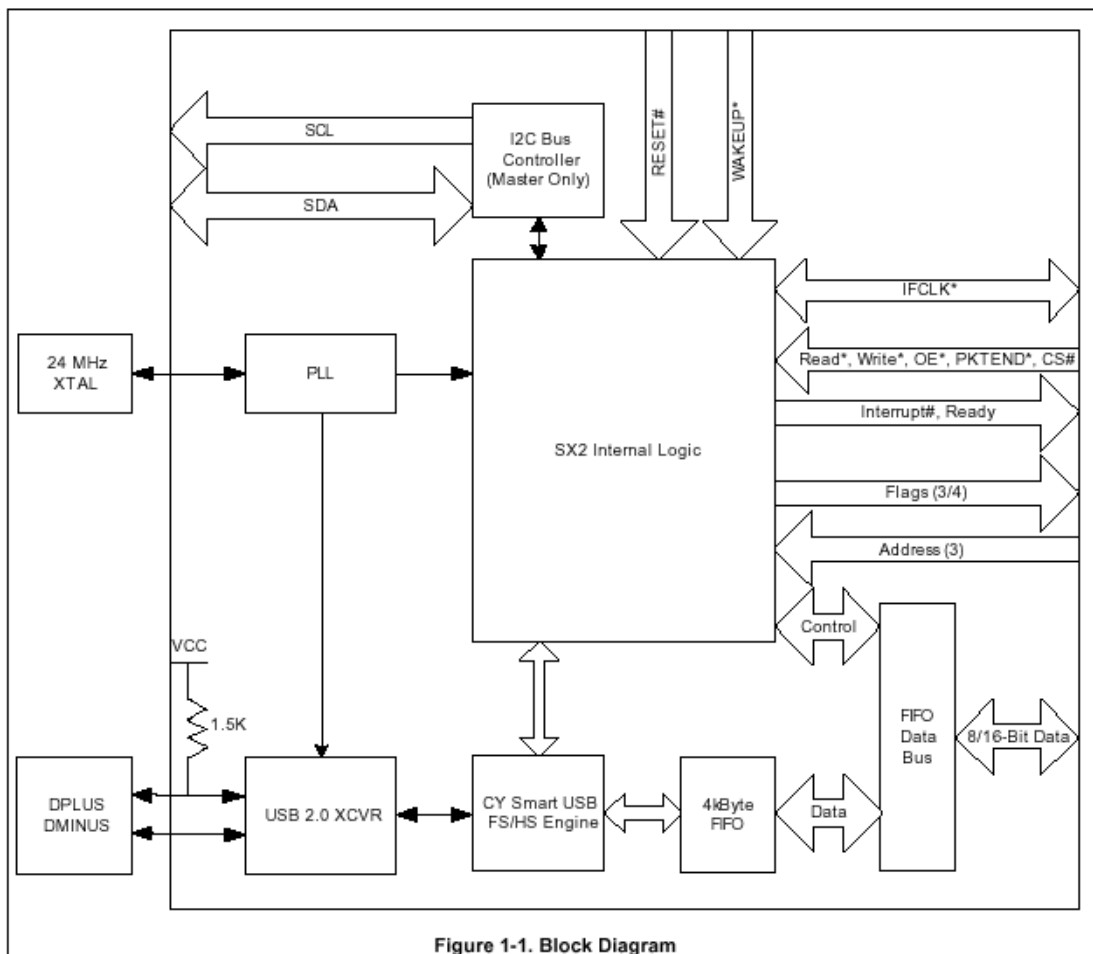 SCL
I2C Bus
Controller
(Master Only)
SDA
RESET#
WAKEUP*
IFCLK*
24 MHz
XTAL
PLL
Read*, Write*, OE*, PKTEND*, CS#
Interrupt#, Ready
SX2 Internal Logic
Flags (3/4)
Address (3)
Control
VCC
1.5K
FIFO
Data
Bus
8/16-Bit Data
DPLUS
DMINUS
USB 2.0 XCVR
CY Smart USB
FS/HS Engine
4kByte
FIFO
Data
Figure 1-1. Block Diagram